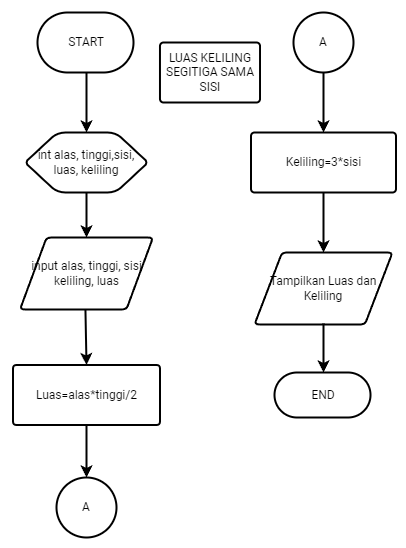 START
int alas, tinggi,sisi,
luas, keliling
input alas, tinggi, sisi
keliling, luas
Luas=alas*tinggi/2
A
LUAS KELILING
SEGITIGA SAMA
SISI
A
Keliling=3*sisi
Tampilkan Luas dan
Keliling
END